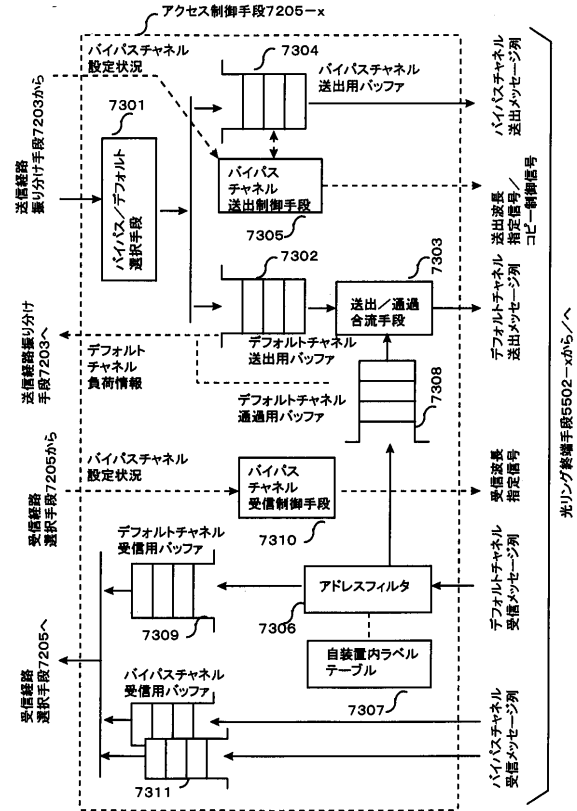 アクセス制御手段7205-x
バイパスチャネル
設定状況
7304
バイパスチャネル
送出用バッファ
バイパスチャネル
送出メッセージ列
7301
送信経路
振り分け手段7203から
バイパス/デフォルト
選択手段
バイパス
チャネル
送出制御手段
7305
送出波長
指定信号/
コピー制御信号
7302
7303
送出/通過
合流手段
デフォルトチャネル
送出メッセージ列
送信経路振り分け
手段7203へ
デフォルト
チャネル
負荷情報
デフォルトチャネル
送出用バッファ
デフォルトチャネル
通過用バッファ
7308
光リング終端手段5502-xから/へ
受信経路
選択手段7205から
バイパスチャネル
設定状況
バイパス
チャネル
受信制御手段
7310
受信波長
指定信号
デフォルトチャネル
受信用バッファ
7309
アドレスフィルタ
7306
デフォルトチャネル
受信メッセージ列
受信経路
選択手段7205へ
自装置内ラベル
テーブル
7307
バイパスチャネル
受信用バッファ
7311
バイパスチャネル
受信メッセージ列